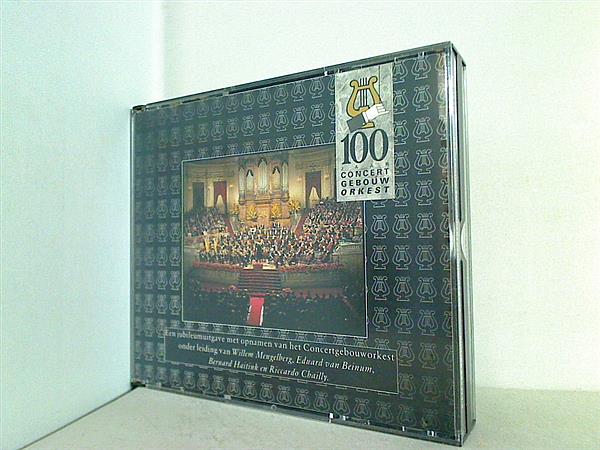 100
JAAR
CONCERT
GEBOUW
ORKEST
Een jubileumuitgave met opnamen van het Concertgebouworkest
onder leiding van Willem Mengelberg, Eduard van Beinum,
Bernard Haitink en Riccardo Chailly.